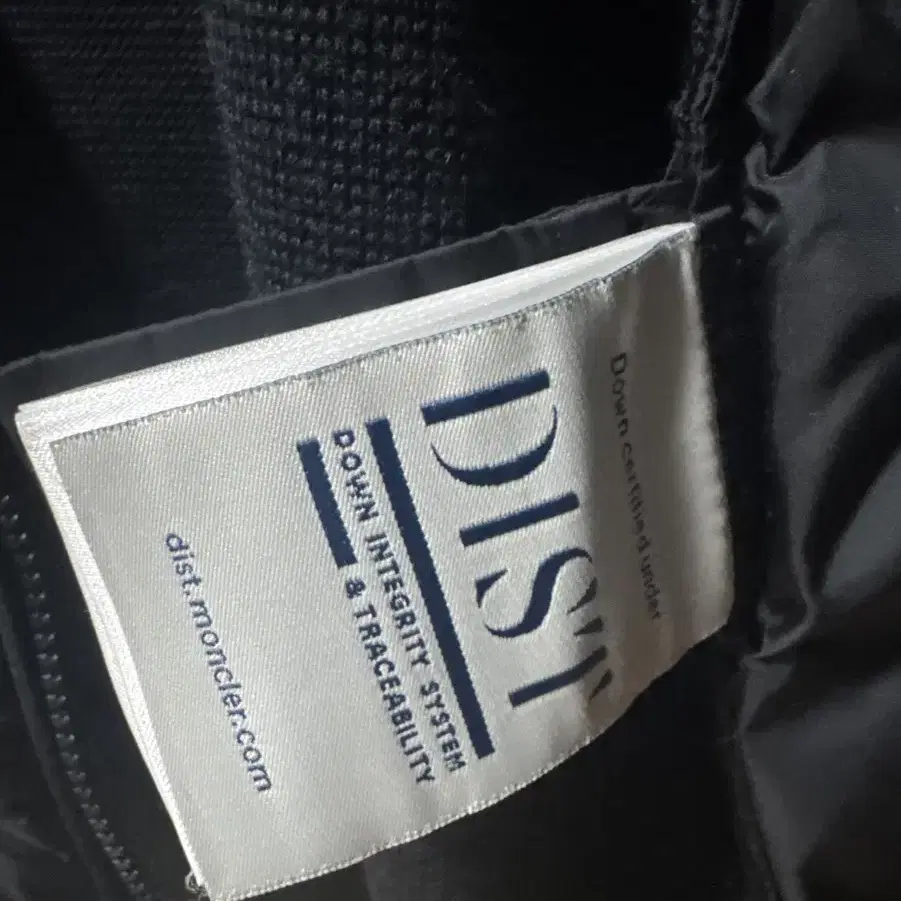 Down certified under
DIST
DOWN INTEGRITY SYSTEM
& TRACEABILITY
dist.moncler.com